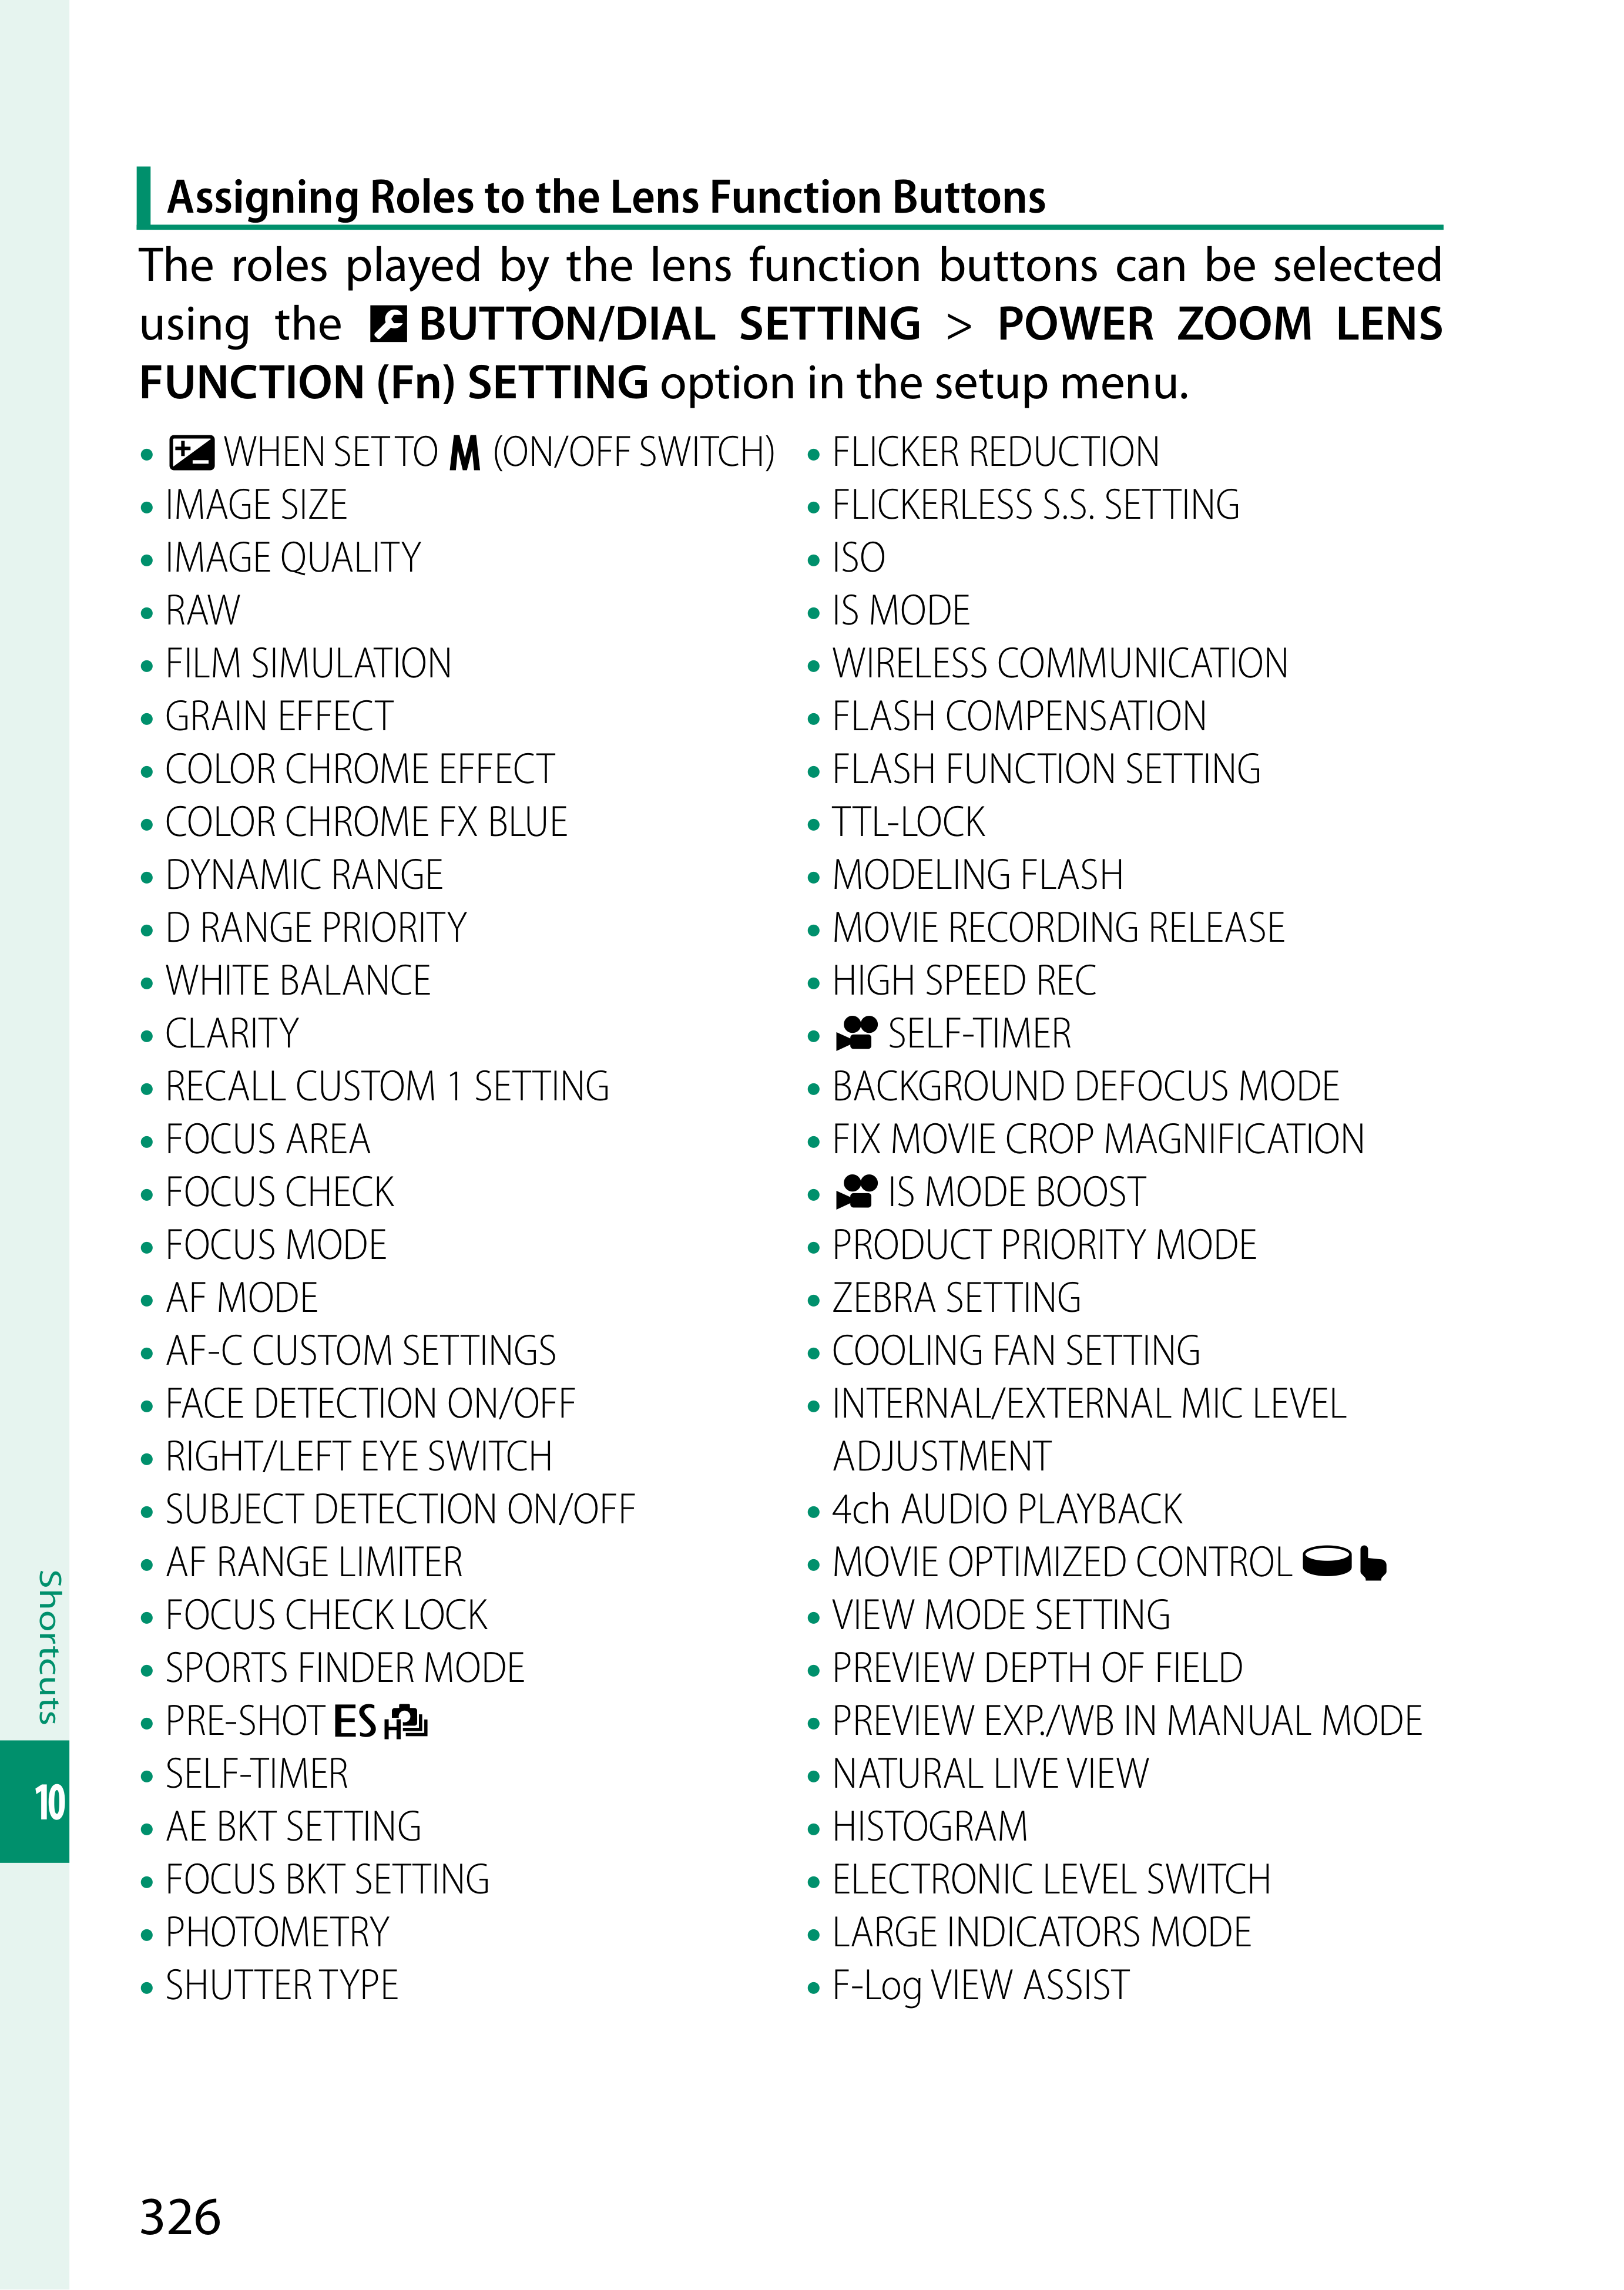 Assigning Roles to the Lens Function Buttons
The roles played by the lens function buttons can be selected
using the BUTTON/DIAL SETTING > POWER ZOOM LENS
FUNCTION (Fn) SETTING option in the setup menu.
• WHEN SET TO M (ON/OFF SWITCH)
• IMAGE SIZE
• IMAGE QUALITY
• RAW
• FILM SIMULATION
• GRAIN EFFECT
• COLOR CHROME EFFECT
• COLOR CHROME FX BLUE
• DYNAMIC RANGE
• D RANGE PRIORITY
• WHITE BALANCE
• CLARITY
• RECALL CUSTOM 1 SETTING
• FOCUS AREA
• FOCUS CHECK
• FOCUS MODE
• AF MODE
• AF-C CUSTOM SETTINGS
• FACE DETECTION ON/OFF
• RIGHT/LEFT EYE SWITCH
• SUBJECT DETECTION ON/OFF
• AF RANGE LIMITER
• FOCUS CHECK LOCK
• SPORTS FINDER MODE
• PRE-SHOT ES H
• SELF-TIMER
• AE BKT SETTING
• FOCUS BKT SETTING
• PHOTOMETRY
• SHUTTER TYPE
• FLICKER REDUCTION
• FLICKERLESS S.S. SETTING
• ISO
• IS MODE
• WIRELESS COMMUNICATION
• FLASH COMPENSATION
• FLASH FUNCTION SETTING
• TTL-LOCK
• MODELING FLASH
• MOVIE RECORDING RELEASE
• HIGH SPEED REC
• SELF-TIMER
• BACKGROUND DEFOCUS MODE
• FIX MOVIE CROP MAGNIFICATION
• IS MODE BOOST
• PRODUCT PRIORITY MODE
• ZEBRA SETTING
• COOLING FAN SETTING
• INTERNAL/EXTERNAL MIC LEVEL
ADJUSTMENT
• 4ch AUDIO PLAYBACK
• MOVIE OPTIMIZED CONTROL
• VIEW MODE SETTING
• PREVIEW DEPTH OF FIELD
• PREVIEW EXP./WB IN MANUAL MODE
• NATURAL LIVE VIEW
• HISTOGRAM
• ELECTRONIC LEVEL SWITCH
• LARGE INDICATORS MODE
• F-Log VIEW ASSIST
Shortcuts
10
326